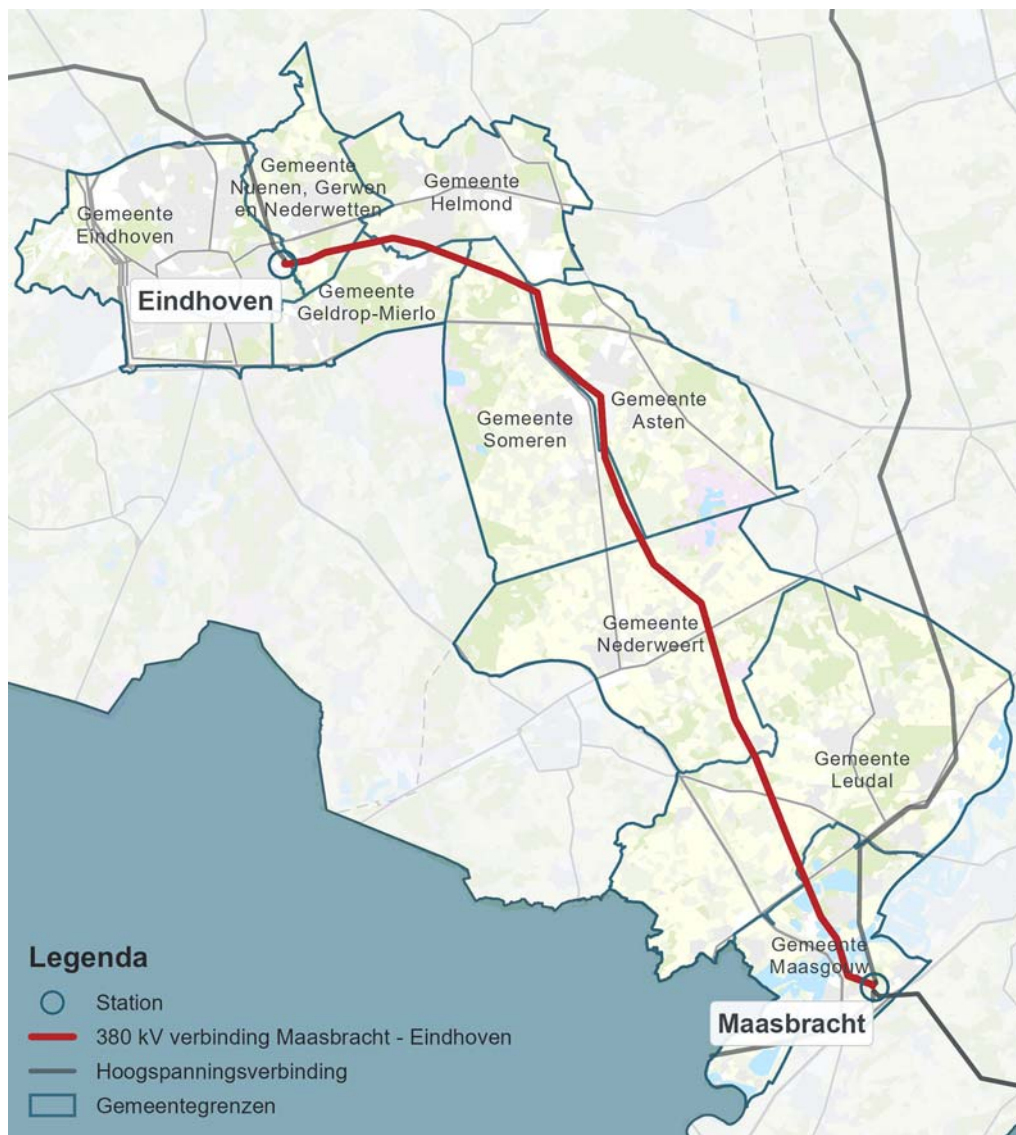 Gemeente
Nuenen, Gerwen
en Nederwetten
Gemeente
Helmond
Gemeente
Eindhoven
Eindhoven
Gemeente
Geldrop-Mierlo
Gemeente
Asten
Gemeente
Someren
Gemeente
Nederweert
Gemeente
Leudal
Gemeente
Maasgouw
Maasbracht
Legenda
Station
380 kV verbinding Maasbracht - Eindhoven
Hoogspanningsverbinding
Gemeentegrenzen